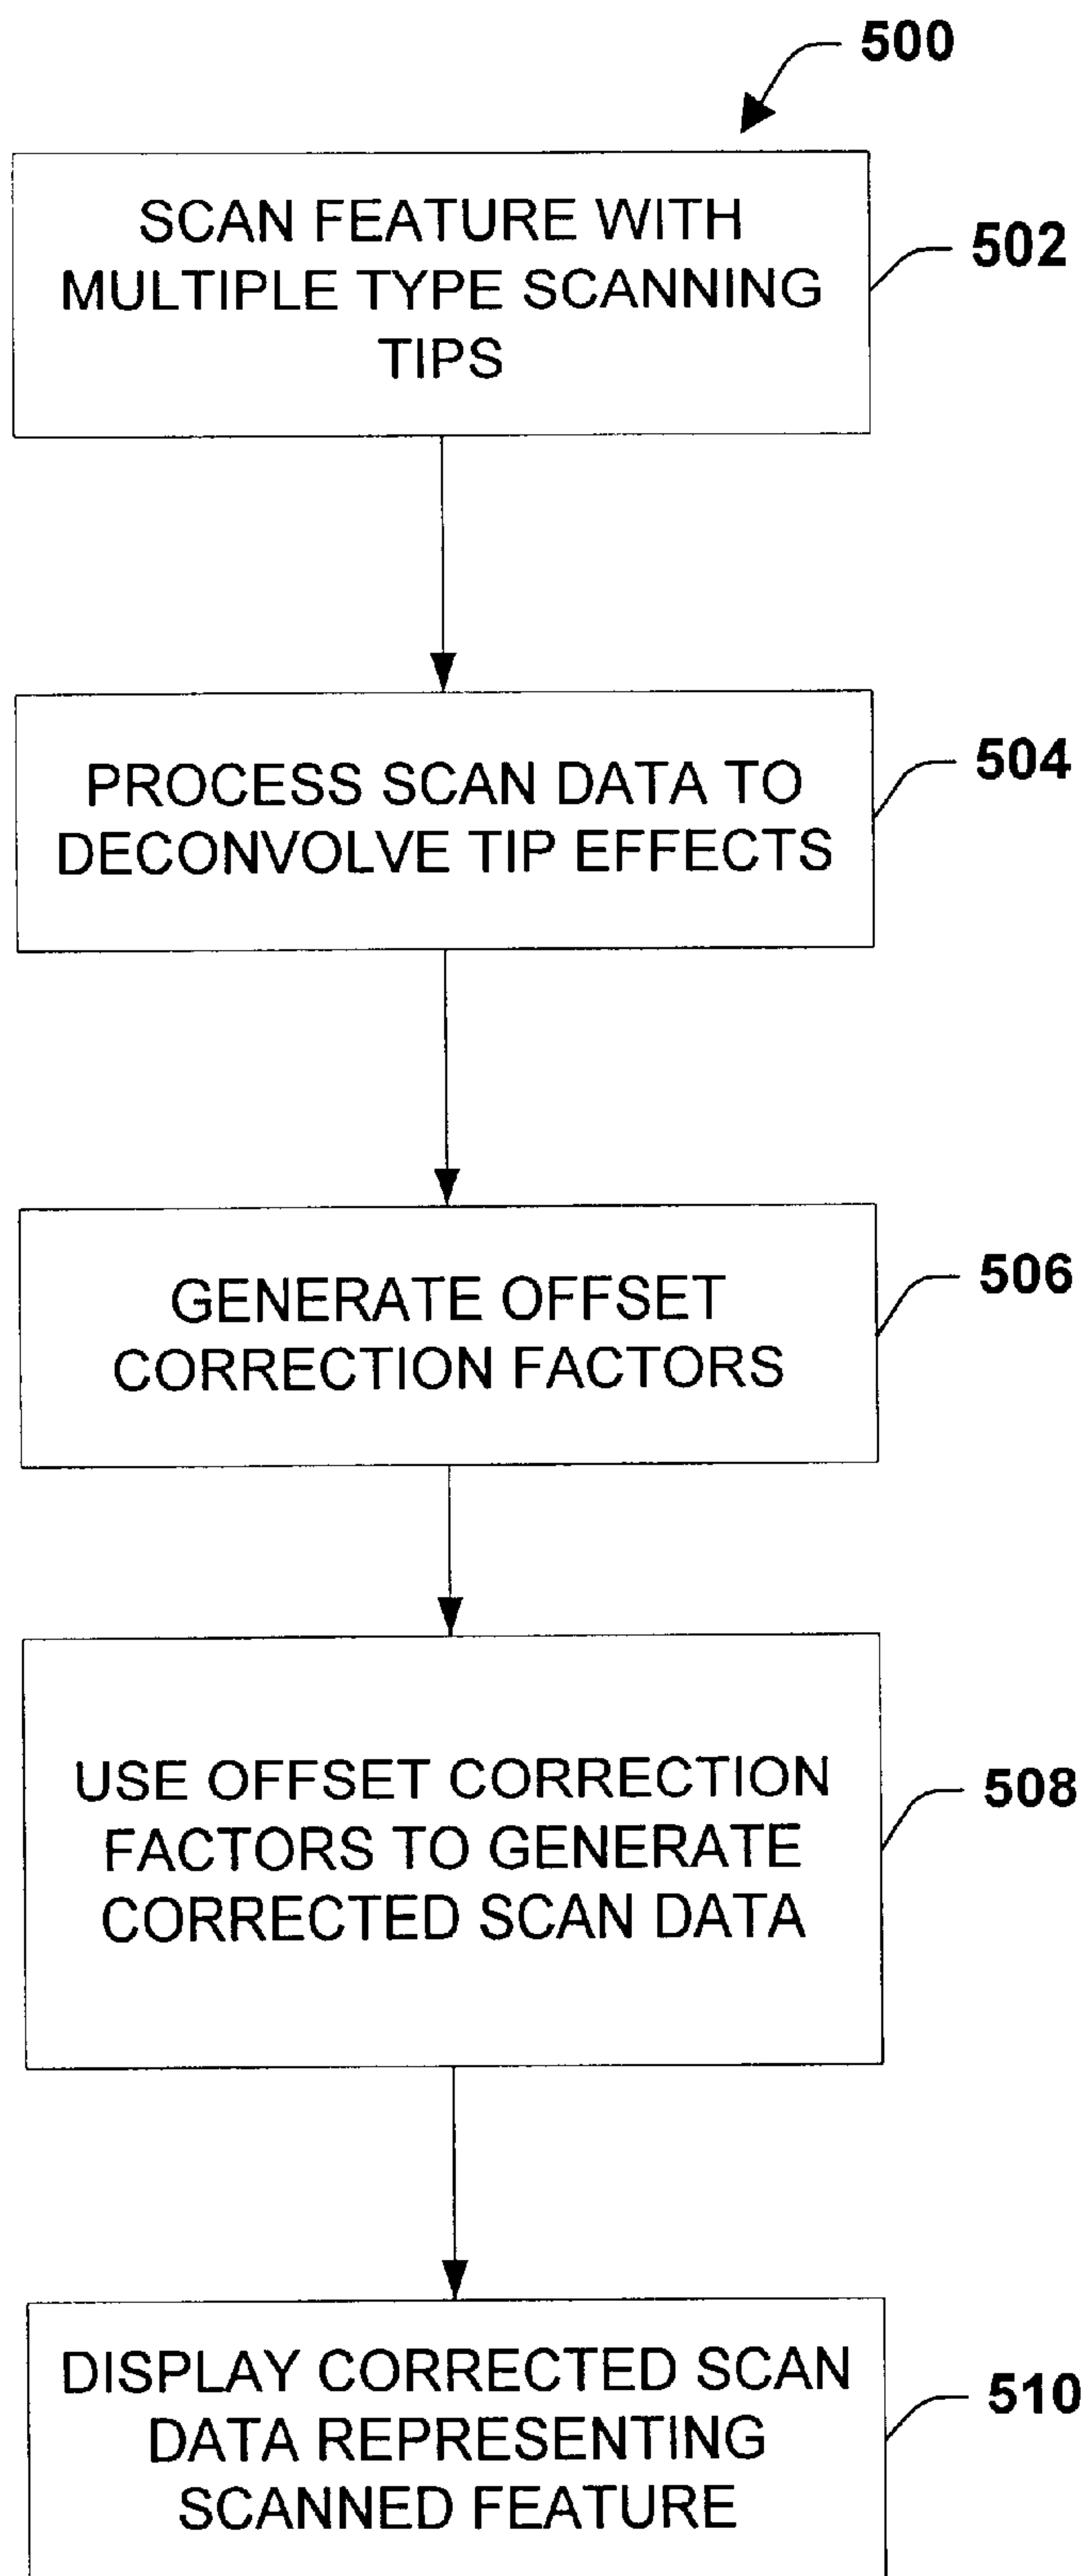 500
SCAN FEATURE WITH
MULTIPLE TYPE SCANNING
TIPS
502
PROCESS SCAN DATA TO
DECONVOLVE TIP EFFECTS
504
GENERATE OFFSET
CORRECTION FACTORS
506
USE OFFSET CORRECTION
FACTORS TO GENERATE
CORRECTED SCAN DATA
508
DISPLAY CORRECTED SCAN
DATA REPRESENTING
SCANNED FEATURE
510